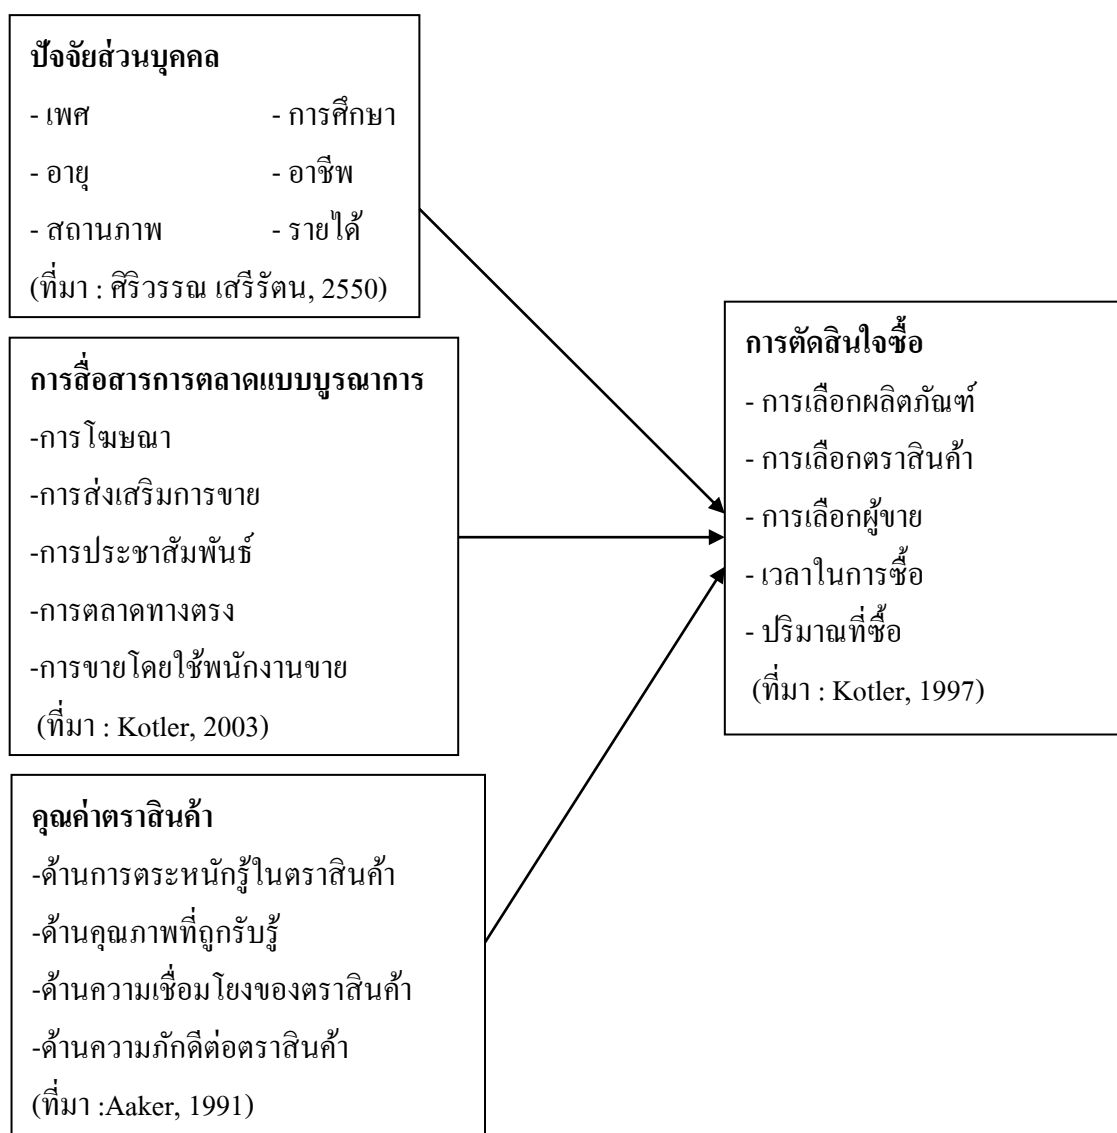 ปัจจัยส่วนบุคคล
- เพศ - การศึกษา
- อายุ - อาชีพ
- สถานภาพ - รายได้
(ที่มา : ศิริวรรณ เสรีรัตน, 2550)
การสื่อสารการตลาดแบบบูรณาการ
-การโฆษณา
-การส่งเสริมการขาย
-การประชาสัมพันธ์
-การตลาดทางตรง
-การขายโดยใช้พนักงานขาย
(ที่มา : Kotler, 2003)
คุณค่าตราสินค้า
-ด้านการตระหนักรู้ในตราสินค้า
-ด้านคุณภาพที่ถูกรับรู้
-ด้านความเชื่อมโยงของตราสินค้า
-ด้านความภักดีต่อตราสินค้า
(ที่มา :Aaker, 1991)
การตัดสินใจซื้อ
- การเลือกผลิตภัณฑ์
- การเลือกตราสินค้า
- การเลือกผู้ขาย
- เวลาในการซื้อ
- ปริมาณที่ซื้อ
(ที่มา : Kotler, 1997)